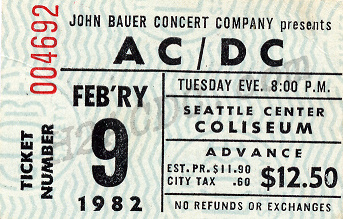 JOHN BAUER CONCERT COMPANY presents
AC/DC
004692
TICKET NUMBER
FEB'RY
9
1982
TUESDAY EVE. 8:00 P.M.
SEATTLE CENTER
COLISEUM
ADVANCE
EST. PR. $11.90
CITY TAX .60
$12.50
NO REFUNDS OR EXCHANGES